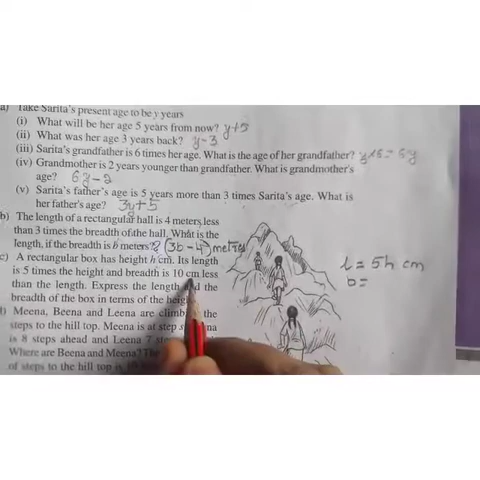 a) Take Sarita's present age to be y years
(i) What will be her age 5 years from now? y+5
(ii) What was her age 3 years back? y-3
(iii) Sarita's grandfather is 6 times her age. What is the age of her grandfather? y×6=6y
(iv) Grandmother is 2 years younger than grandfather. What is grandmother's
age? 6y-2
(v) Sarita's father's age is 5 years more than 3 times Sarita's age. What is
her father's age? 3y+5
b) The length of a rectangular hall is 4 meters less
than 3 times the breadth of the hall. What is the
length, if the breadth is b meters? (3b-4) metres
c) A rectangular box has height h cm. Its length
is 5 times the height and breadth is 10 cm less
than the length. Express the length and the
breadth of the box in terms of the height
) Meena, Beena and Leena are climbing the
steps to the hill top. Meena is at step s
is 8 steps ahead and Leena 7
Where are Beena and Meena? The
of steps to the hill top is
l = 5h cm
b =